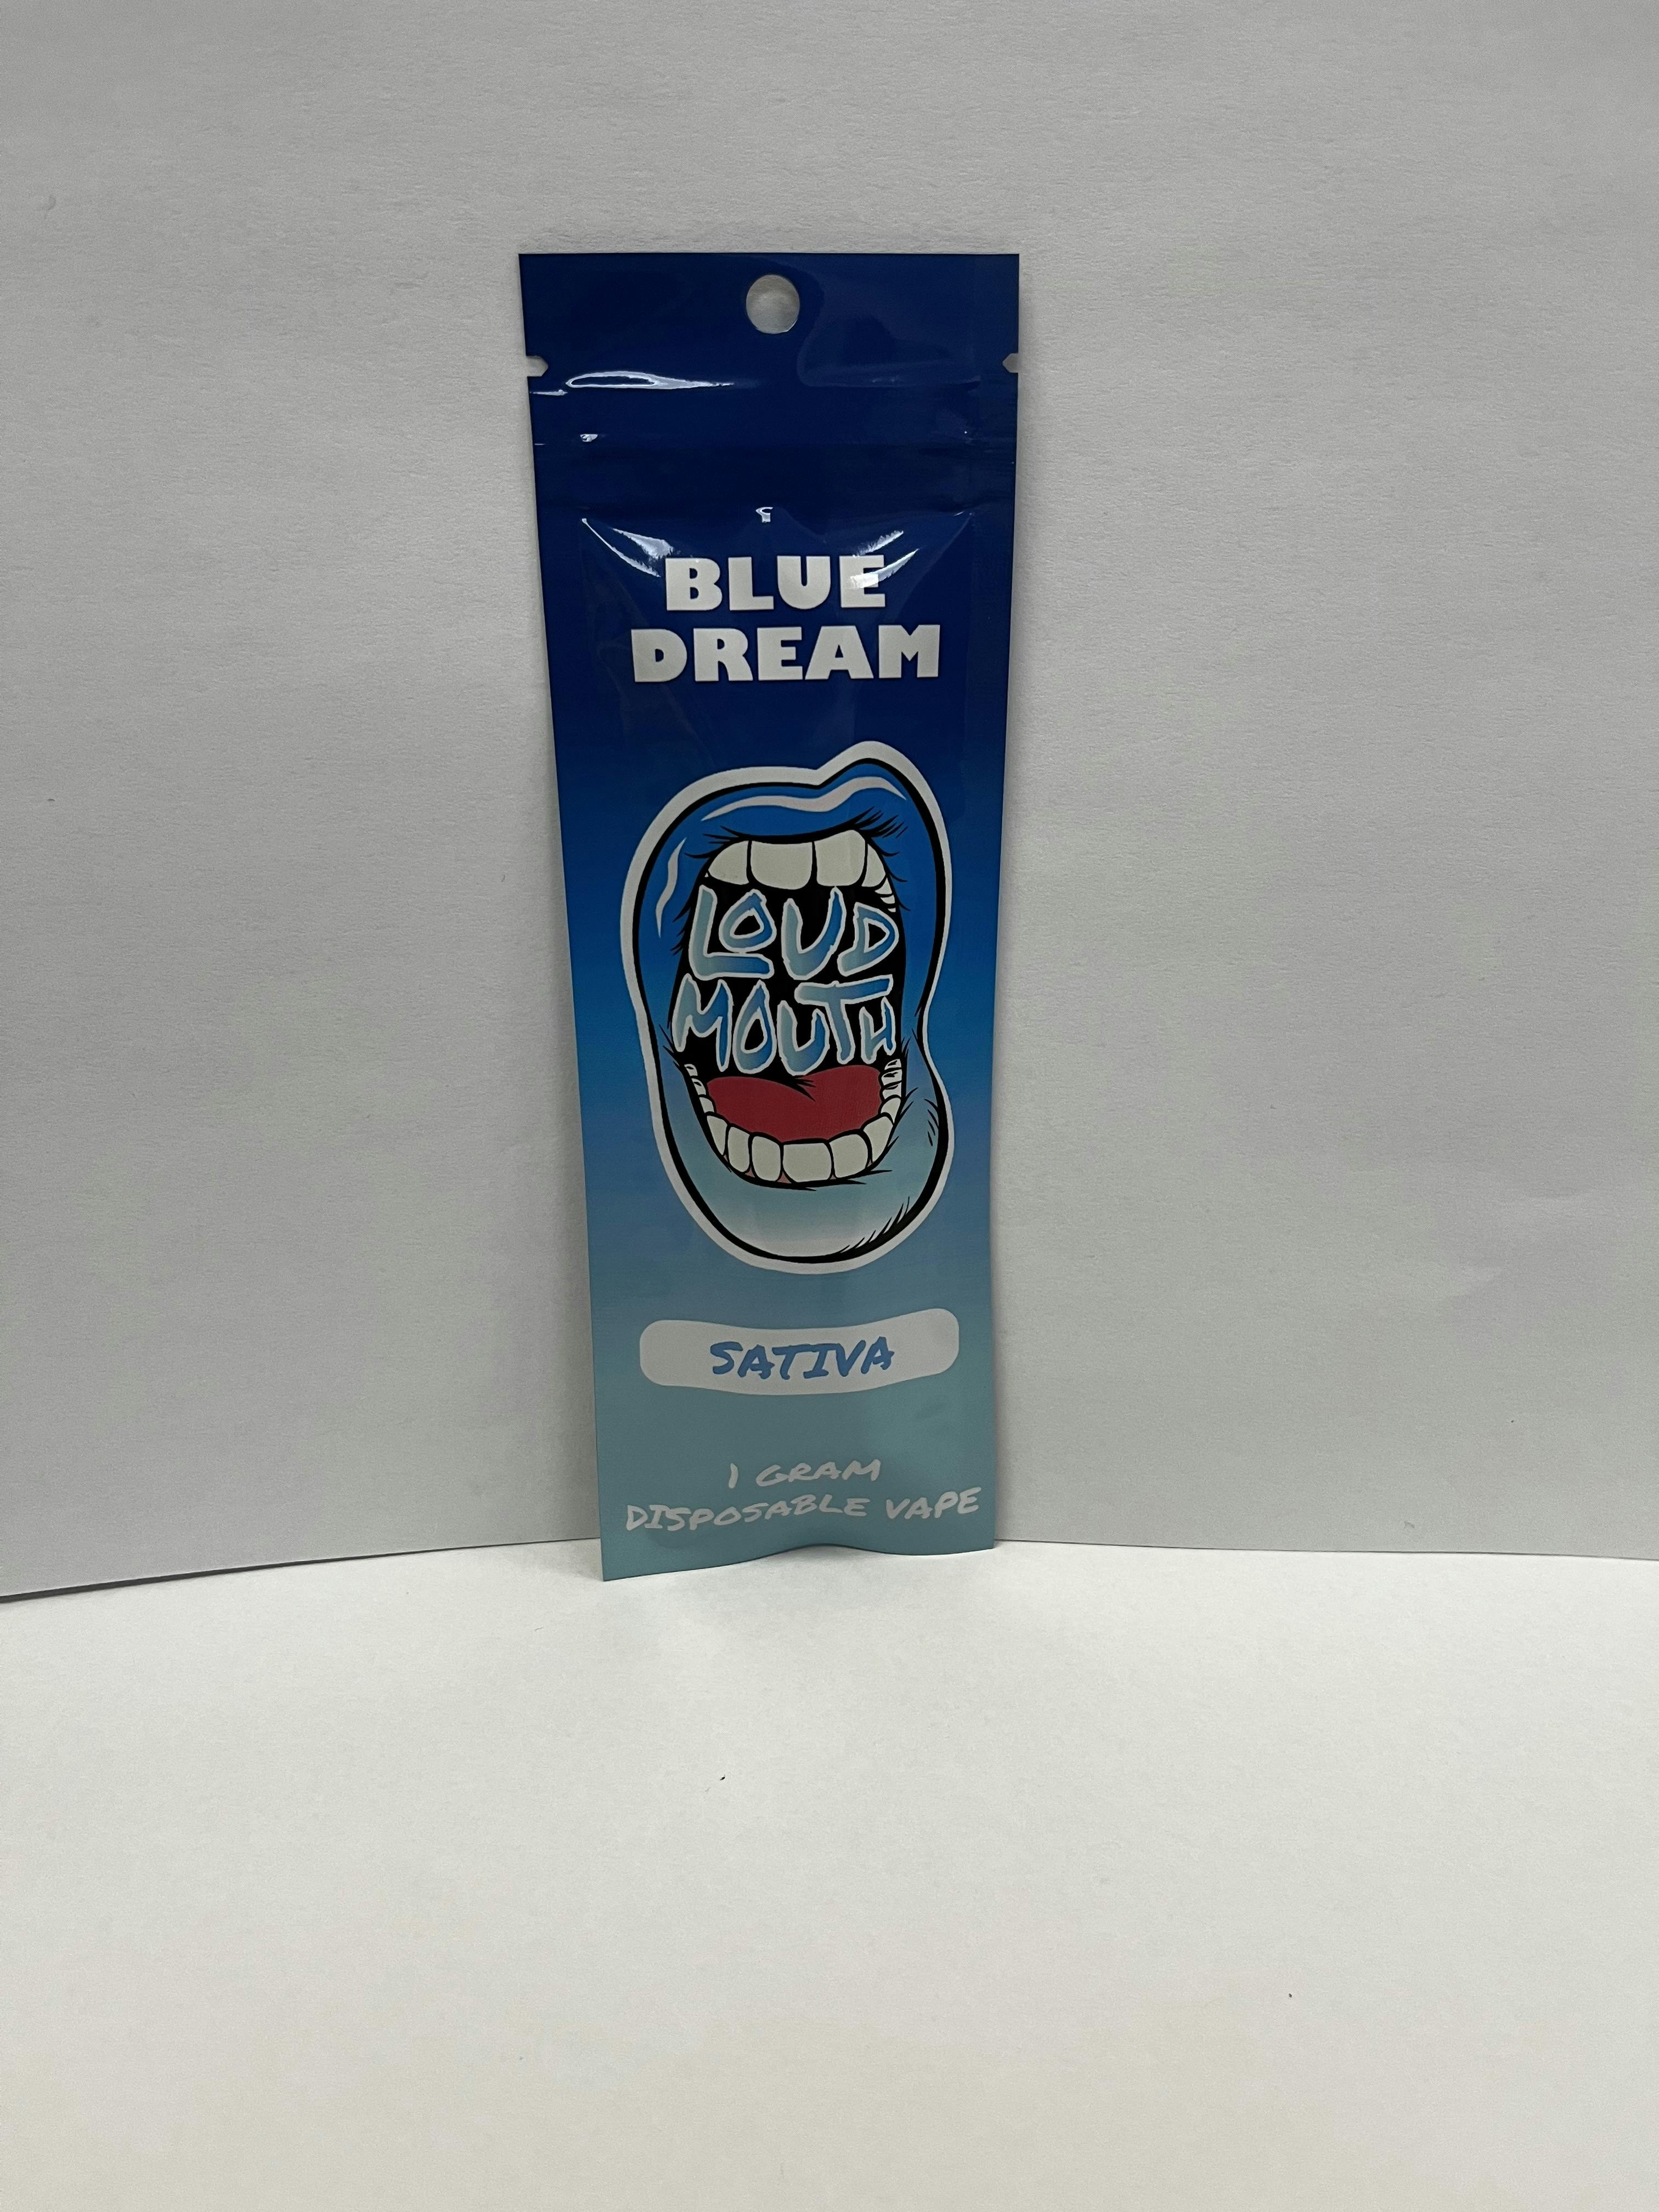 BLUE
DREAM
LOUD
MOUTH
SATIVA
1 GRAM
DISPOSABLE VAPE